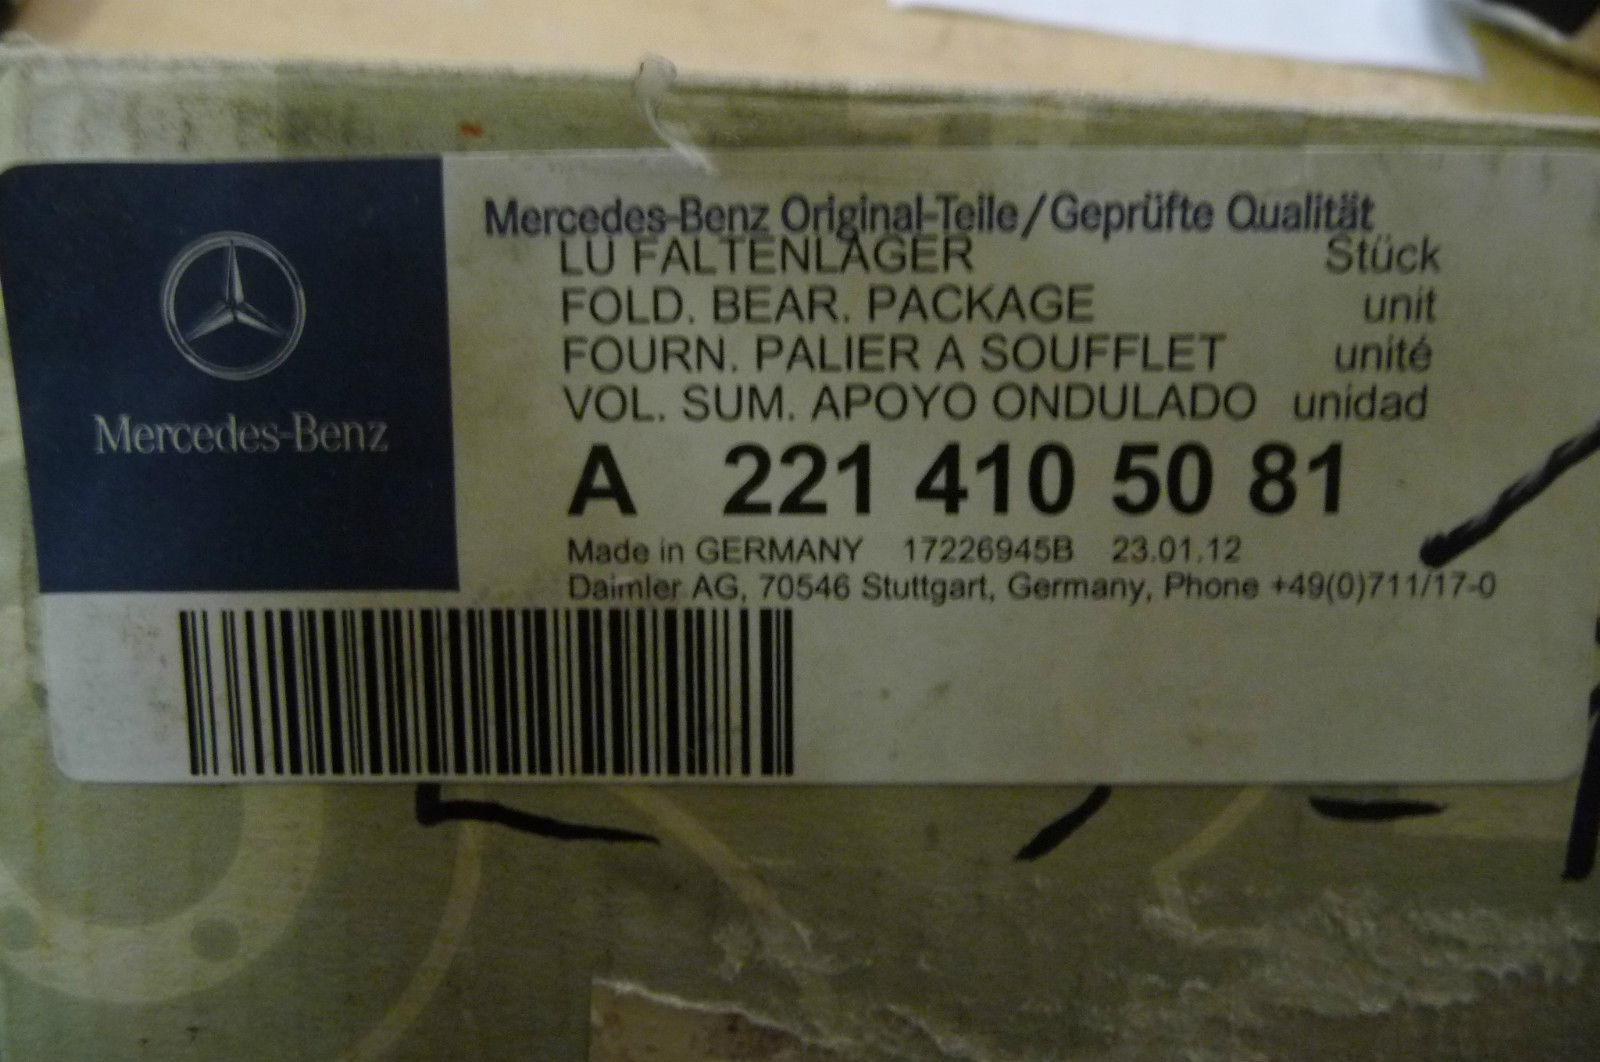 Mercedes-Benz
Mercedes-Benz Original-Teile/Geprüfte Qualität
LU FALTENLAGER Stück
FOLD. BEAR. PACKAGE unit
FOURN. PALIER A SOUFFLET unité
VOL. SUM. APOYO ONDULADO unidad
A 221 410 50 81
Made in GERMANY 17226945B 23.01.12
Daimler AG, 70546 Stuttgart, Germany, Phone +49(0)711/17-0